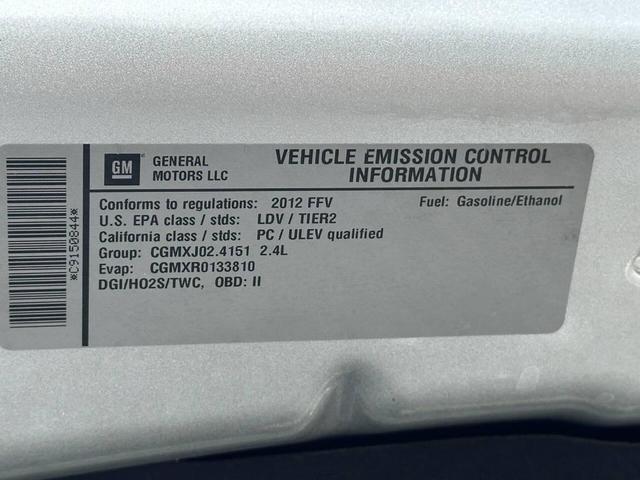 GM
GENERAL
MOTORS LLC
VEHICLE EMISSION CONTROL
INFORMATION
Conforms to regulations: 2012 FFV
Fuel: Gasoline/Ethanol
U.S. EPA class / stds: LDV / TIER2
California class / stds: PC / ULEV qualified
Group: CGMXJ02.4151 2.4L
Evap: CGMXR0133810
DGI/HO2S/TWC, OBD: II
*C9150844*